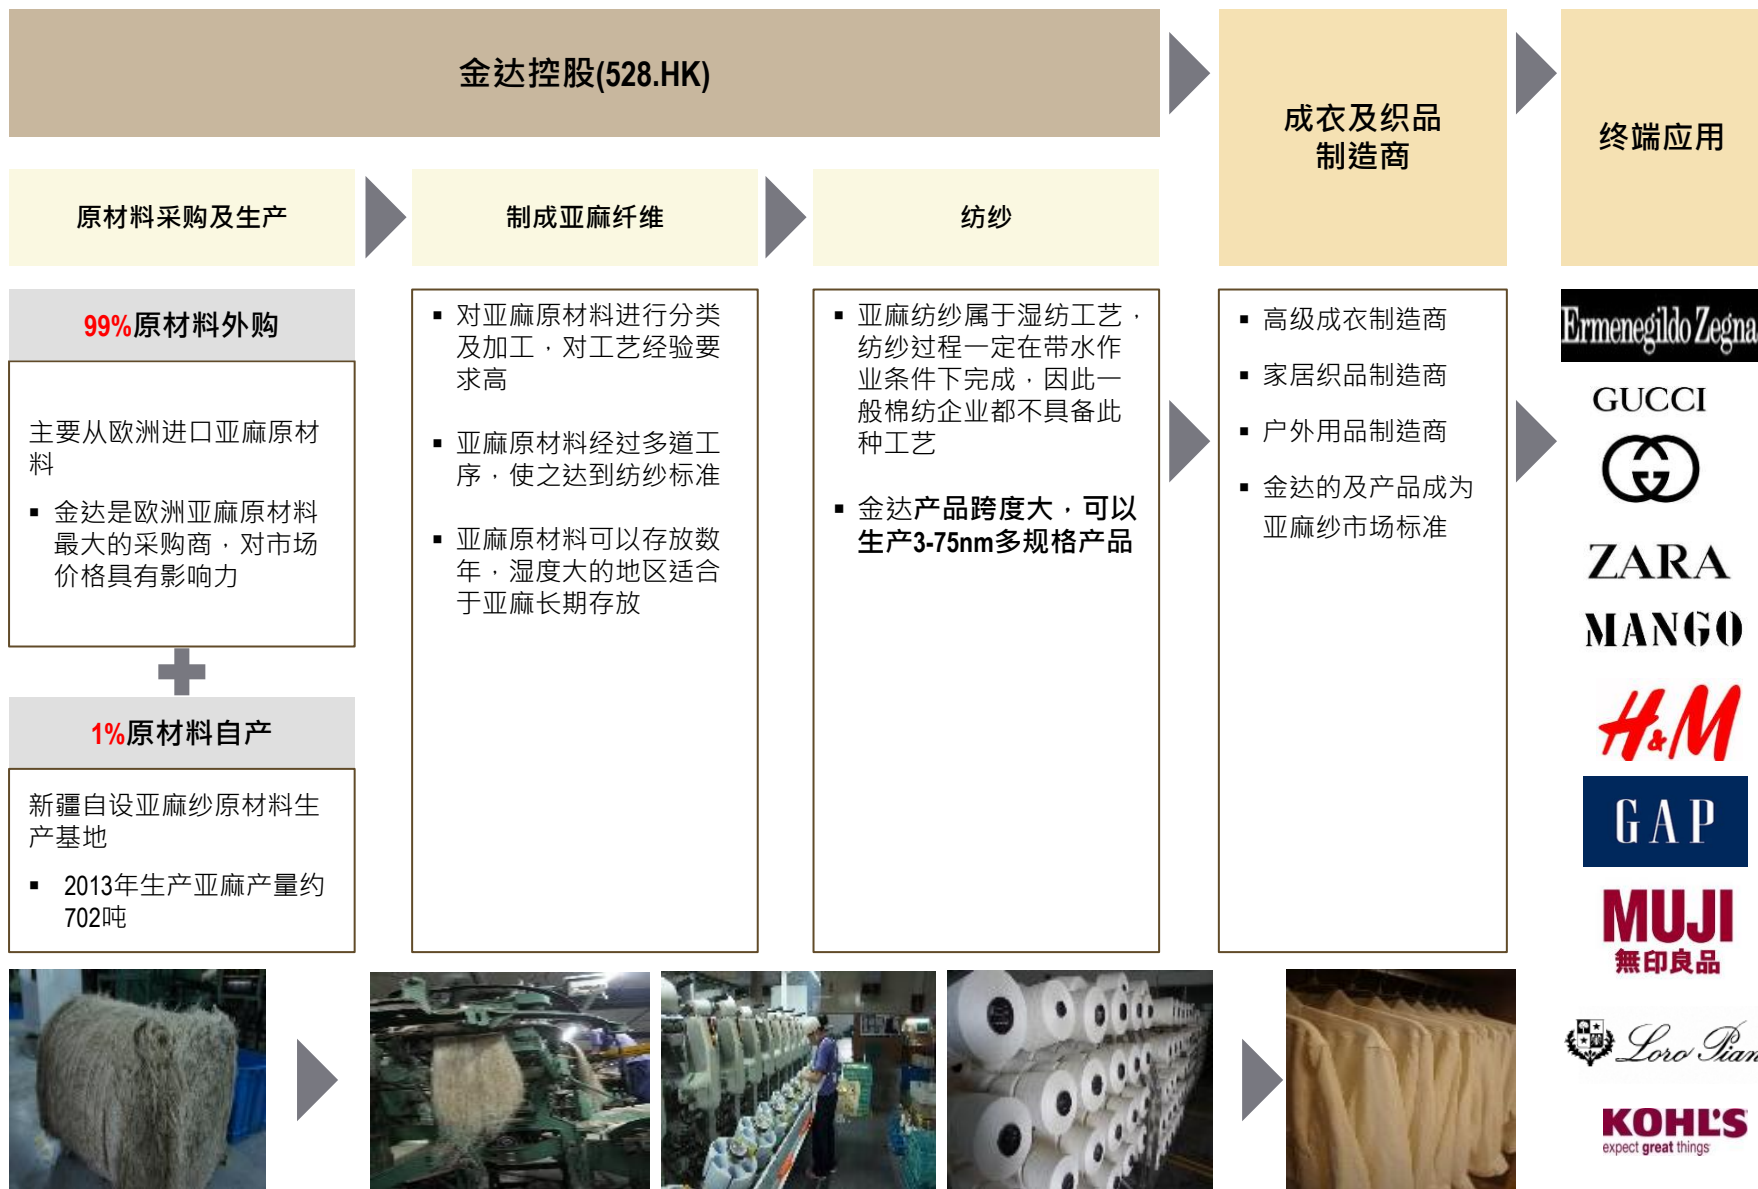 金达控股(528.HK)
成衣及织品
制造商
终端应用
原材料采购及生产
制成亚麻纤维
纺纱
99%原材料外购
主要从欧洲进口亚麻原材
料
▪ 金达是欧洲亚麻原材料
最大的采购商，对市场
价格具有影响力
1%原材料自产
新疆自设亚麻纱原材料生
产基地
▪ 2013年生产亚麻产量约
702吨
▪ 对亚麻原材料进行分类
及加工，对工艺经验要
求高
▪ 亚麻原材料经过多道工
序，使之达到纺纱标准
▪ 亚麻原材料可以存放数
年，湿度大的地区适合
于亚麻长期存放
▪ 亚麻纺纱属于湿纺工艺，
纺纱过程一定在带水作
业条件下完成，因此一
般棉纺企业都不具备此
种工艺
▪ 金达产品跨度大，可以
生产3-75nm多规格产品
▪ 高级成衣制造商
▪ 家居织品制造商
▪ 户外用品制造商
▪ 金达的及产品成为
亚麻纱市场标准
Ermenegildo Zegna
GUCCI
ZARA
MANGO
H&M
GAP
MUJI
無印良品
Loro Pian
KOHL'S
expect great things